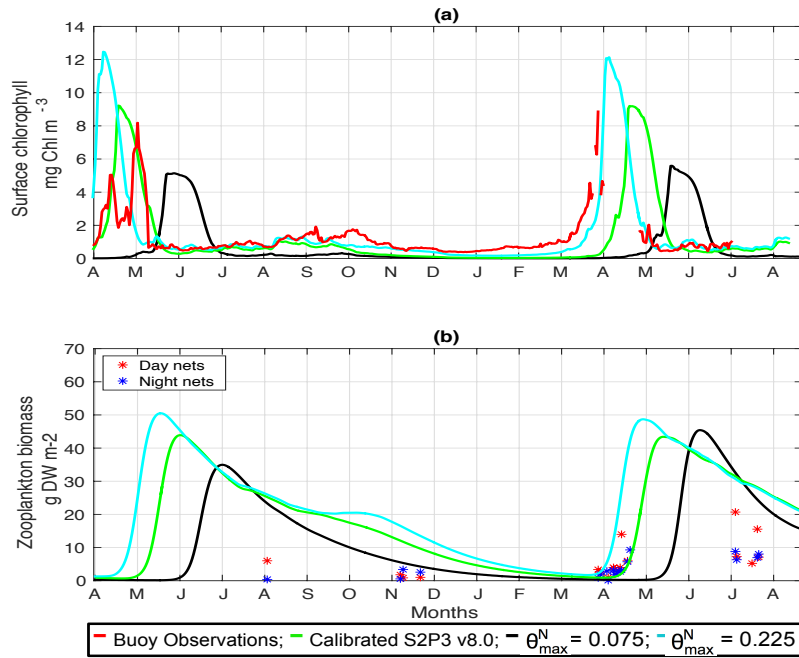 (a)
Surface chlorophyll
mg Chl m -3
14
12
10
8
6
4
2
0
A M J J A S O N D J F M A M J J A
(b)
Day nets
Night nets
Zooplankton biomass
g DW m-2
70
60
50
40
30
20
10
0
A M J J A S O N D J F M A M J J A
Months
Buoy Observations; Calibrated S2P3 v8.0; θ^N_max = 0.075; θ^N_max = 0.225